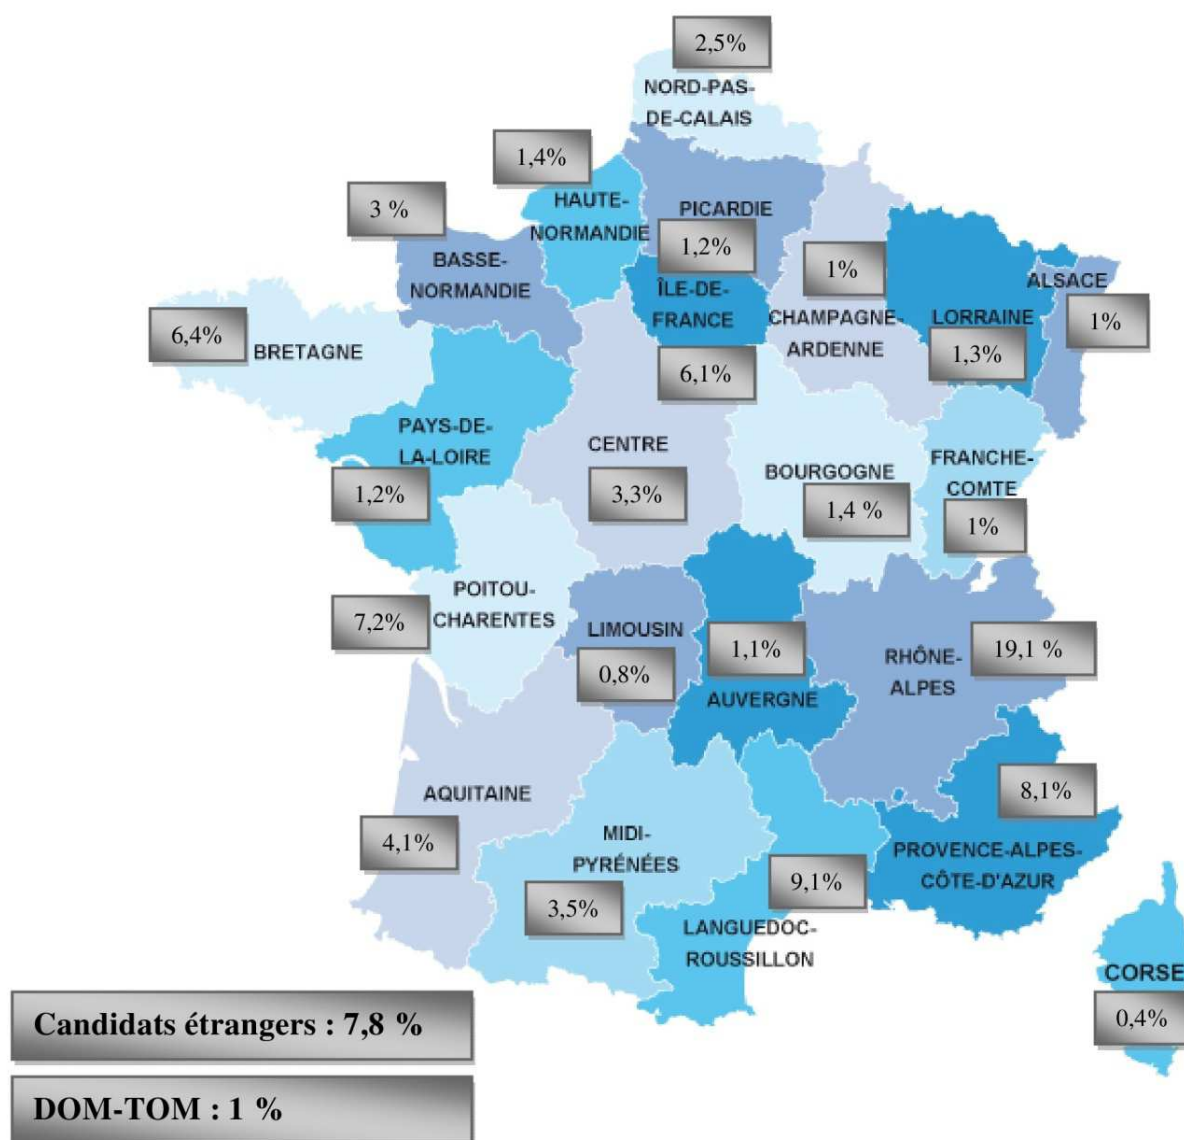 2,5%
NORD-PAS-
DE-CALAIS
1,4%
HAUTE-
NORMANDIE
3 %
BASSE-
NORMANDIE
PICARDIE
1,2%
ÎLE-DE-
FRANCE
6,1%
1%
CHAMPAGNE-
ARDENNE
LORRAINE
1,3%
ALSACE
1%
6,4%
BRETAGNE
PAYS-DE-
LA-LOIRE
1,2%
CENTRE
3,3%
BOURGOGNE
1,4 %
FRANCHE-
COMTE
1%
POITOU-
CHARENTES
7,2%
LIMOUSIN
0,8%
1,1%
AUVERGNE
RHÔNE-
ALPES
19,1 %
AQUITAINE
4,1%
MIDI-
PYRÉNÉES
3,5%
9,1%
LANGUEDOC-
ROUSSILLON
8,1%
PROVENCE-ALPES-
CÔTE-D'AZUR
CORSE
0,4%
Candidats étrangers : 7,8 %
DOM-TOM : 1 %